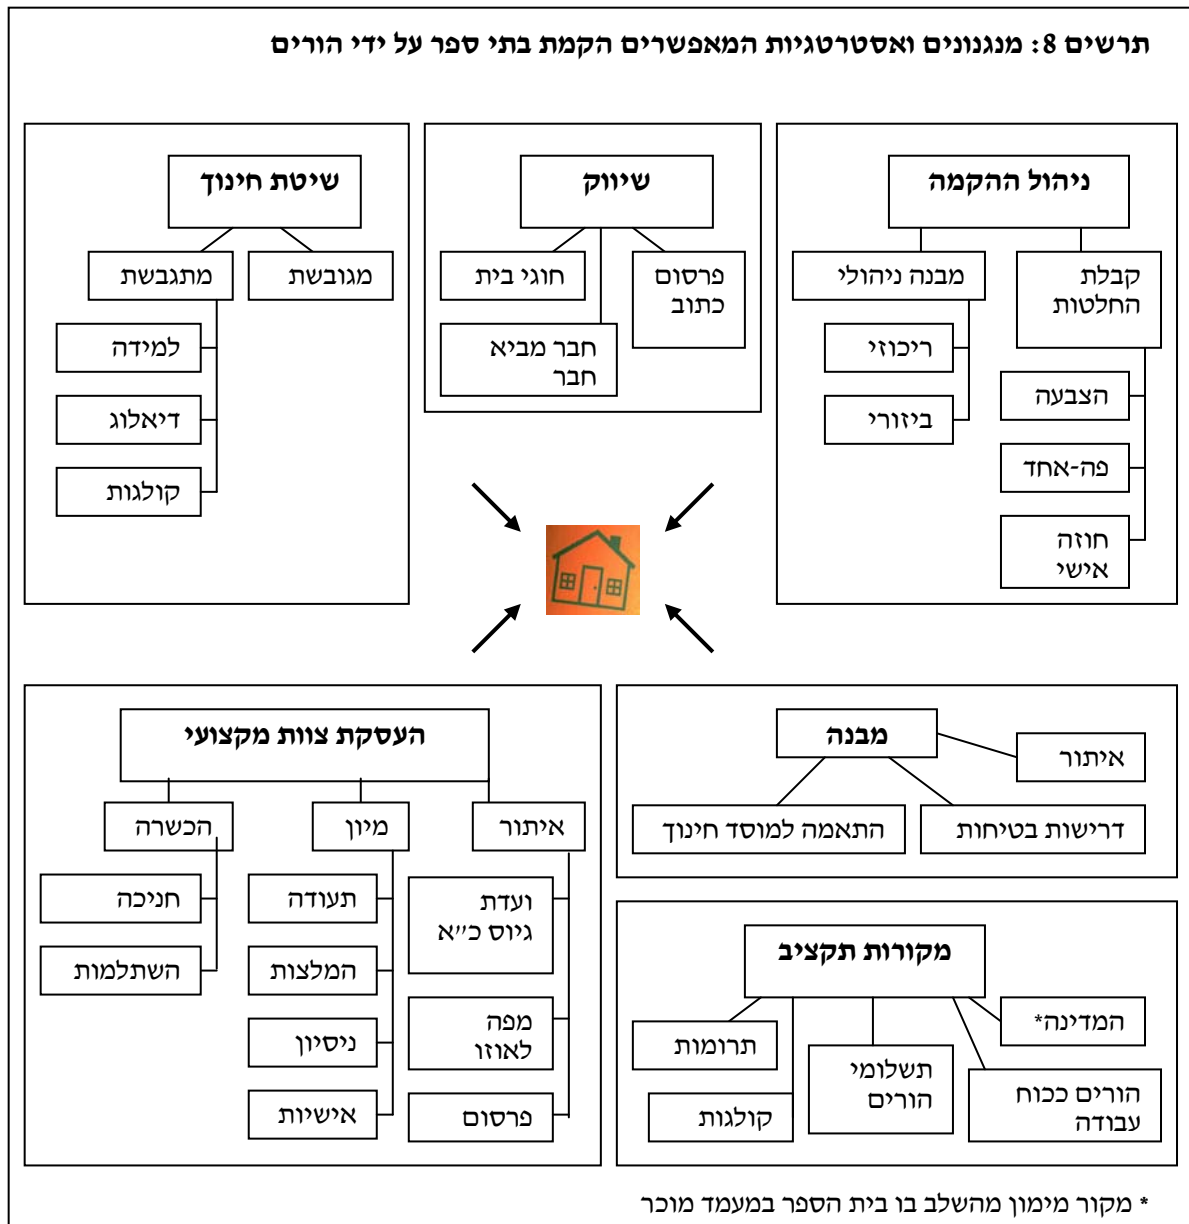 תרשים 8: מנגנונים ואסטרטגיות המאפשרים הקמת בתי ספר על ידי הורים
ניהול ההקמה
קבלת
החלטות
הצבעה
פה-אחד
חוזה
אישי
מבנה ניהולי
ריכוזי
ביזורי
שיווק
פרסום
כתוב
חבר מביא
חבר
חוגי בית
שיטת חינוך
מגובשת
מתגבשת
למידה
דיאלוג
קולגות
מבנה
איתור
דרישות בטיחות
התאמה למוסד חינוך
מקורות תקציב
המדינה*
הורים ככוח
עבודה
תשלומי
הורים
קולגות
תרומות
העסקת צוות מקצועי
איתור
ועדת
גיוס כ״א
מפה
לאוזו
פרסום
מיון
תעודה
המלצות
ניסיון
אישיות
הכשרה
חניכה
השתלמות
* מקור מימון מהשלב בו בית הספר במעמד מוכר